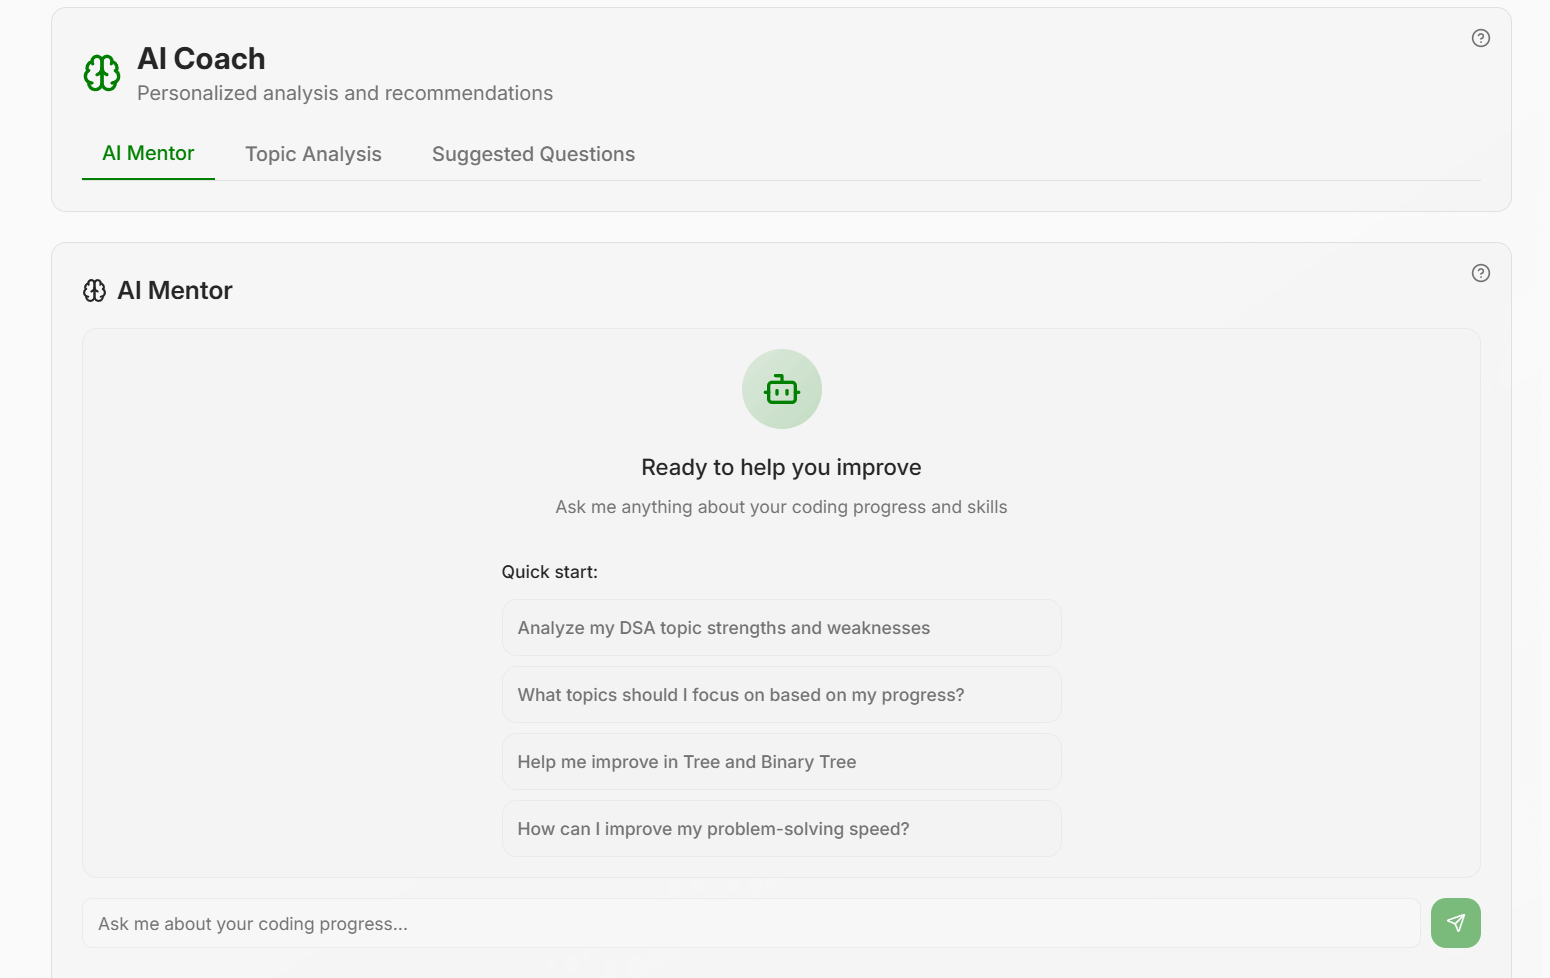 AI Coach
Personalized analysis and recommendations
AI Mentor
Topic Analysis
Suggested Questions
AI Mentor
Ready to help you improve
Ask me anything about your coding progress and skills
Quick start:
Analyze my DSA topic strengths and weaknesses
What topics should I focus on based on my progress?
Help me improve in Tree and Binary Tree
How can I improve my problem-solving speed?
Ask me about your coding progress...